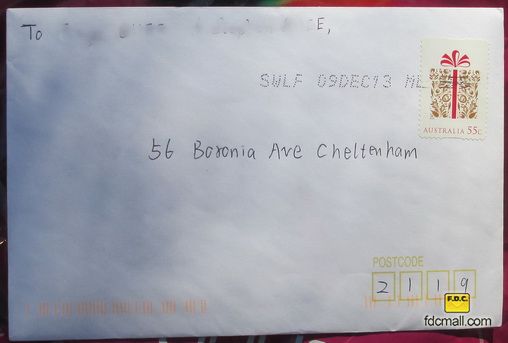 To
SWLF 09DEC13 ML
AUSTRALIA 55c
56 Boronia Ave Cheltenham
POSTCODE
2119
F.D.C.
fdcmall.com